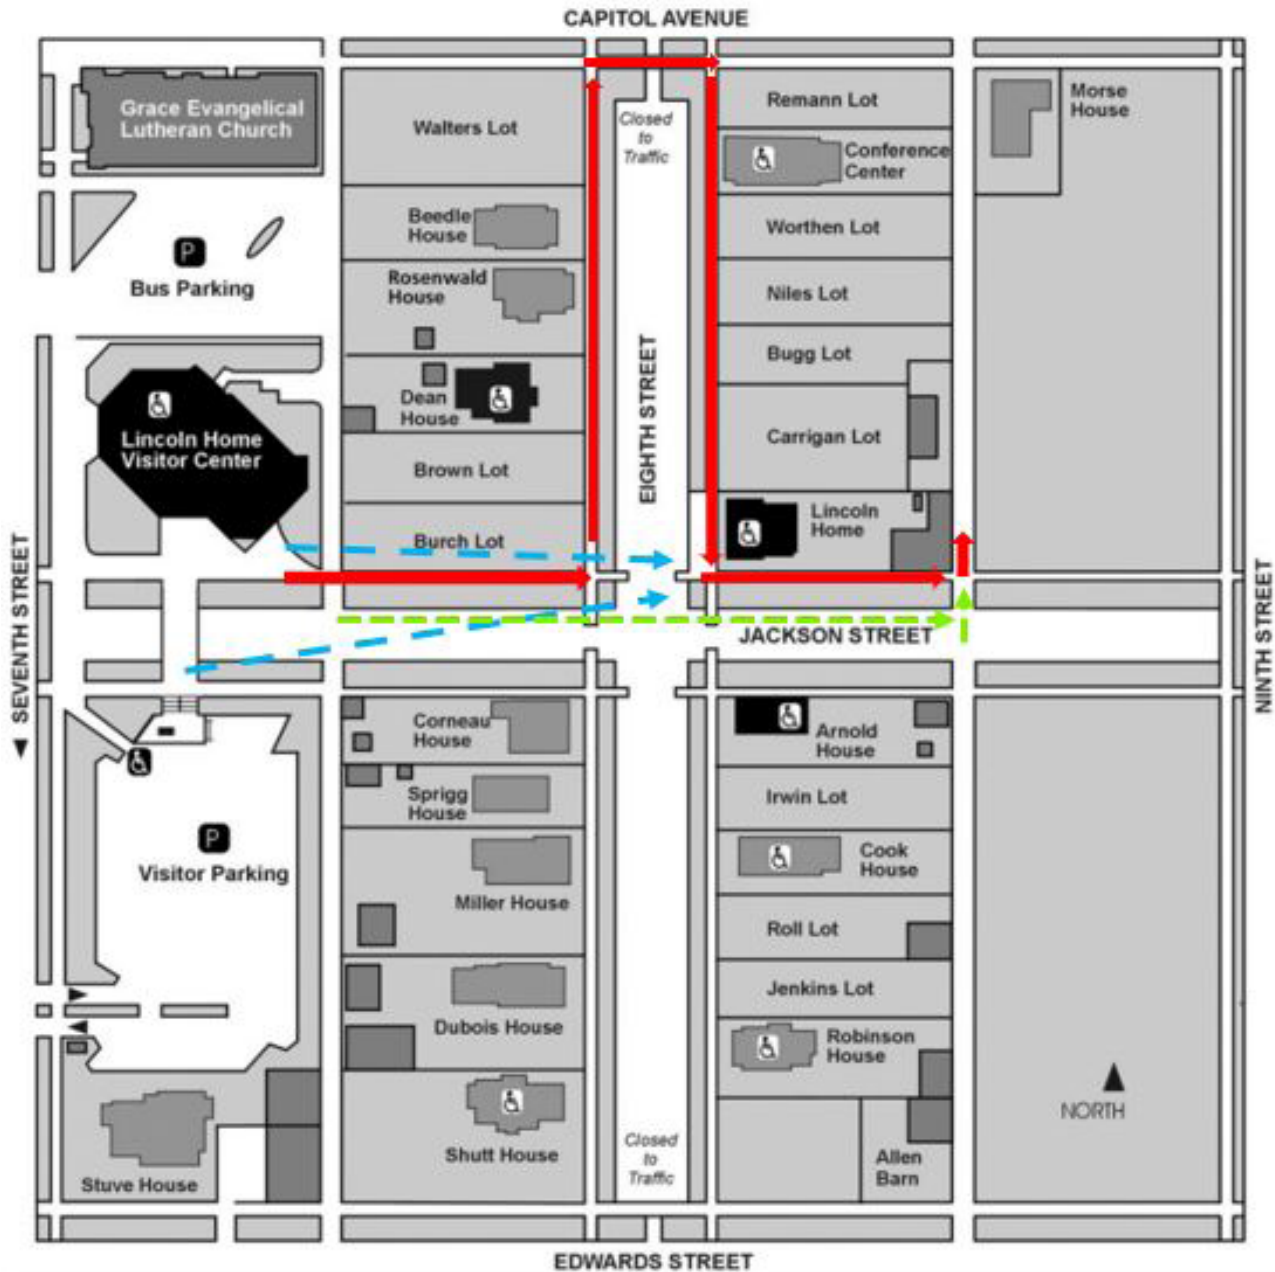 CAPITOL AVENUE
Grace Evangelical
Lutheran Church
Walters Lot
Closed
to
Traffic
Remann Lot
Conference
Center
Morse
House
Beedle
House
Worthen Lot
P
Bus Parking
Rosenwald
House
Niles Lot
Bugg Lot
Dean
House
EIGHTH STREET
Carrigan Lot
Lincoln Home
Visitor Center
Brown Lot
Lincoln
Home
Burch Lot
SEVENTH STREET
JACKSON STREET
NINTH STREET
Corneau
House
Arnold
House
Sprigg
House
Irwin Lot
P
Visitor Parking
Cook
House
Miller House
Roll Lot
Jenkins Lot
Dubois House
Robinson
House
NORTH
Shutt House
Closed
to
Traffic
Allen
Barn
Stuve House
EDWARDS STREET